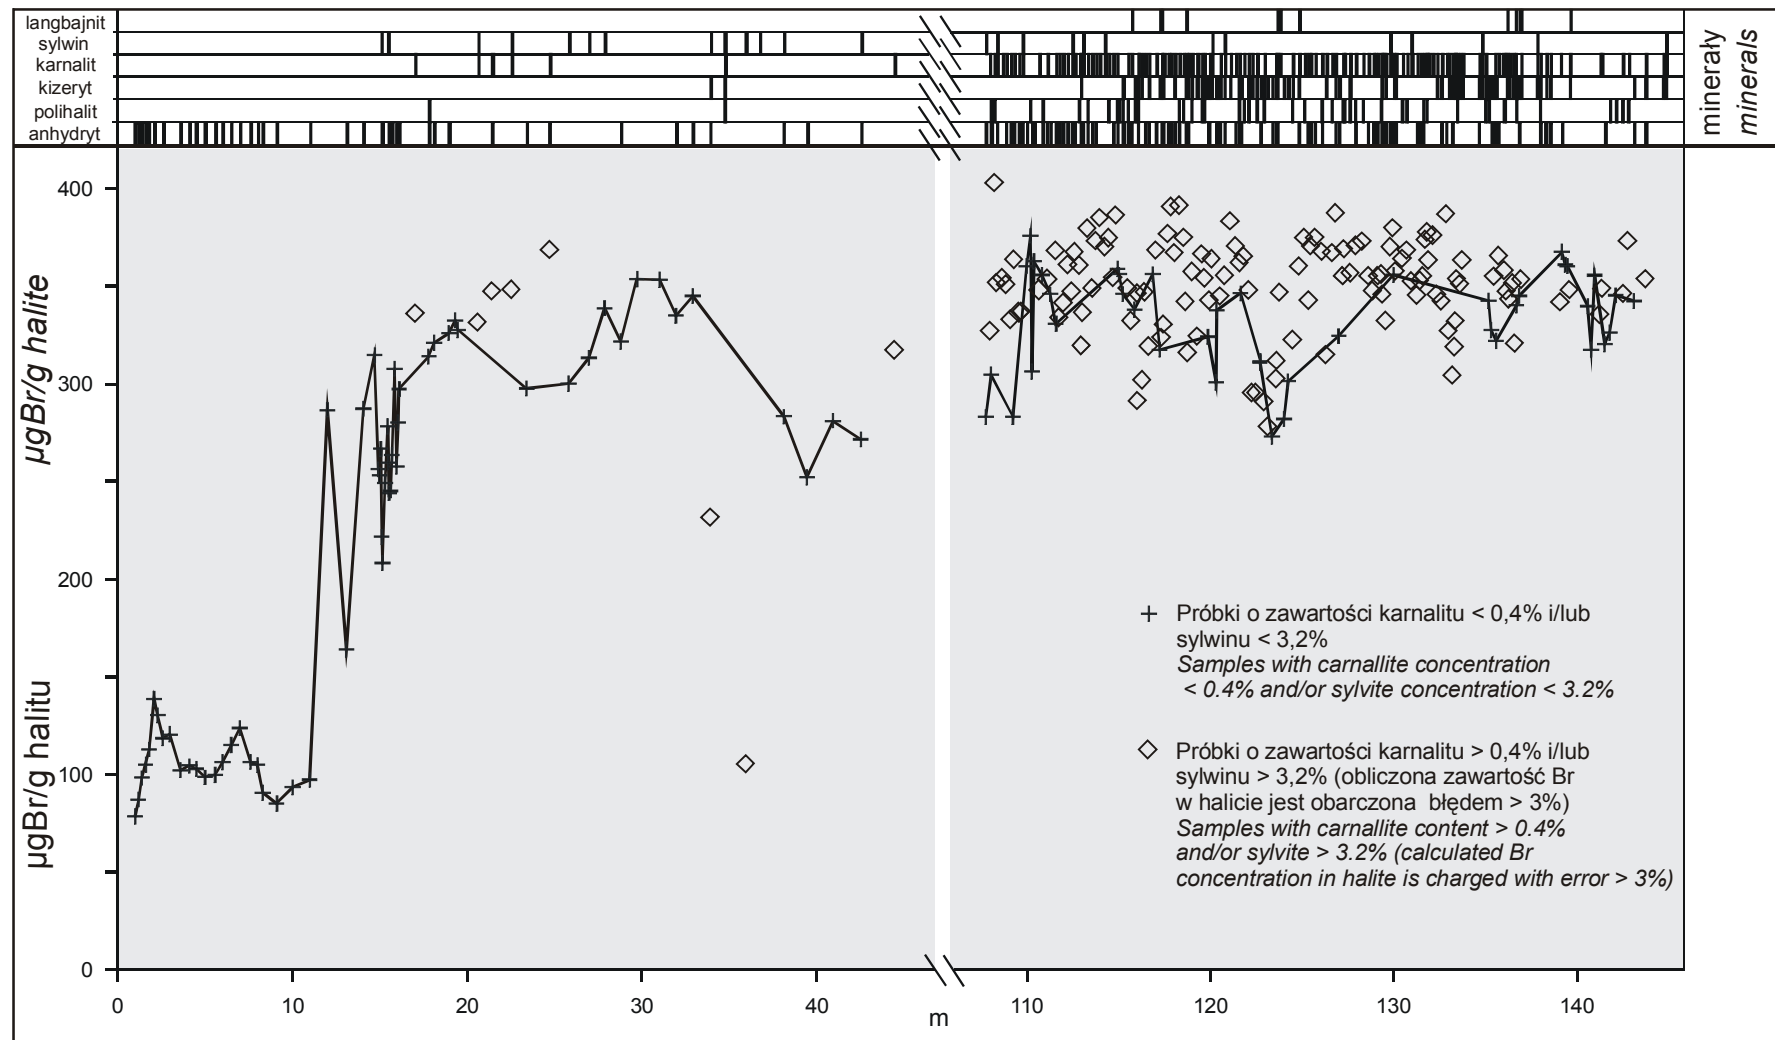 langbajnit
sylwin
karnalit
kizeryt
polihalit
anhydryt
minerały
minerals
400
300
200
100
0
µgBr/g halite
µgBr/g halitu
Próbki o zawartości karnalitu < 0,4% i/lub
sylwinu < 3,2%
Samples with carnallite concentration
< 0.4% and/or sylvite concentration < 3.2%
Próbki o zawartości karnalitu > 0,4% i/lub
sylwinu > 3,2% (obliczona zawartość Br
w halicie jest obarczona błędem > 3%)
Samples with carnallite content > 0.4%
and/or sylvite > 3.2% (calculated Br
concentration in halite is charged with error > 3%)
0 10 20 30 40 m 110 120 130 140